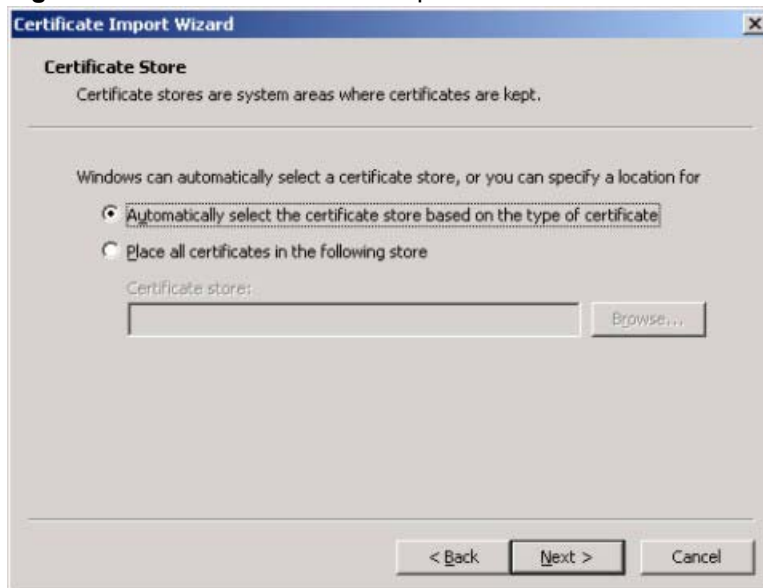 Certificate Import Wizard
Certificate Store
Certificate stores are system areas where certificates are kept.
Windows can automatically select a certificate store, or you can specify a location for
Automatically select the certificate store based on the type of certificate
Place all certificates in the following store
Certificate store:
Browse...
< Back Next > Cancel